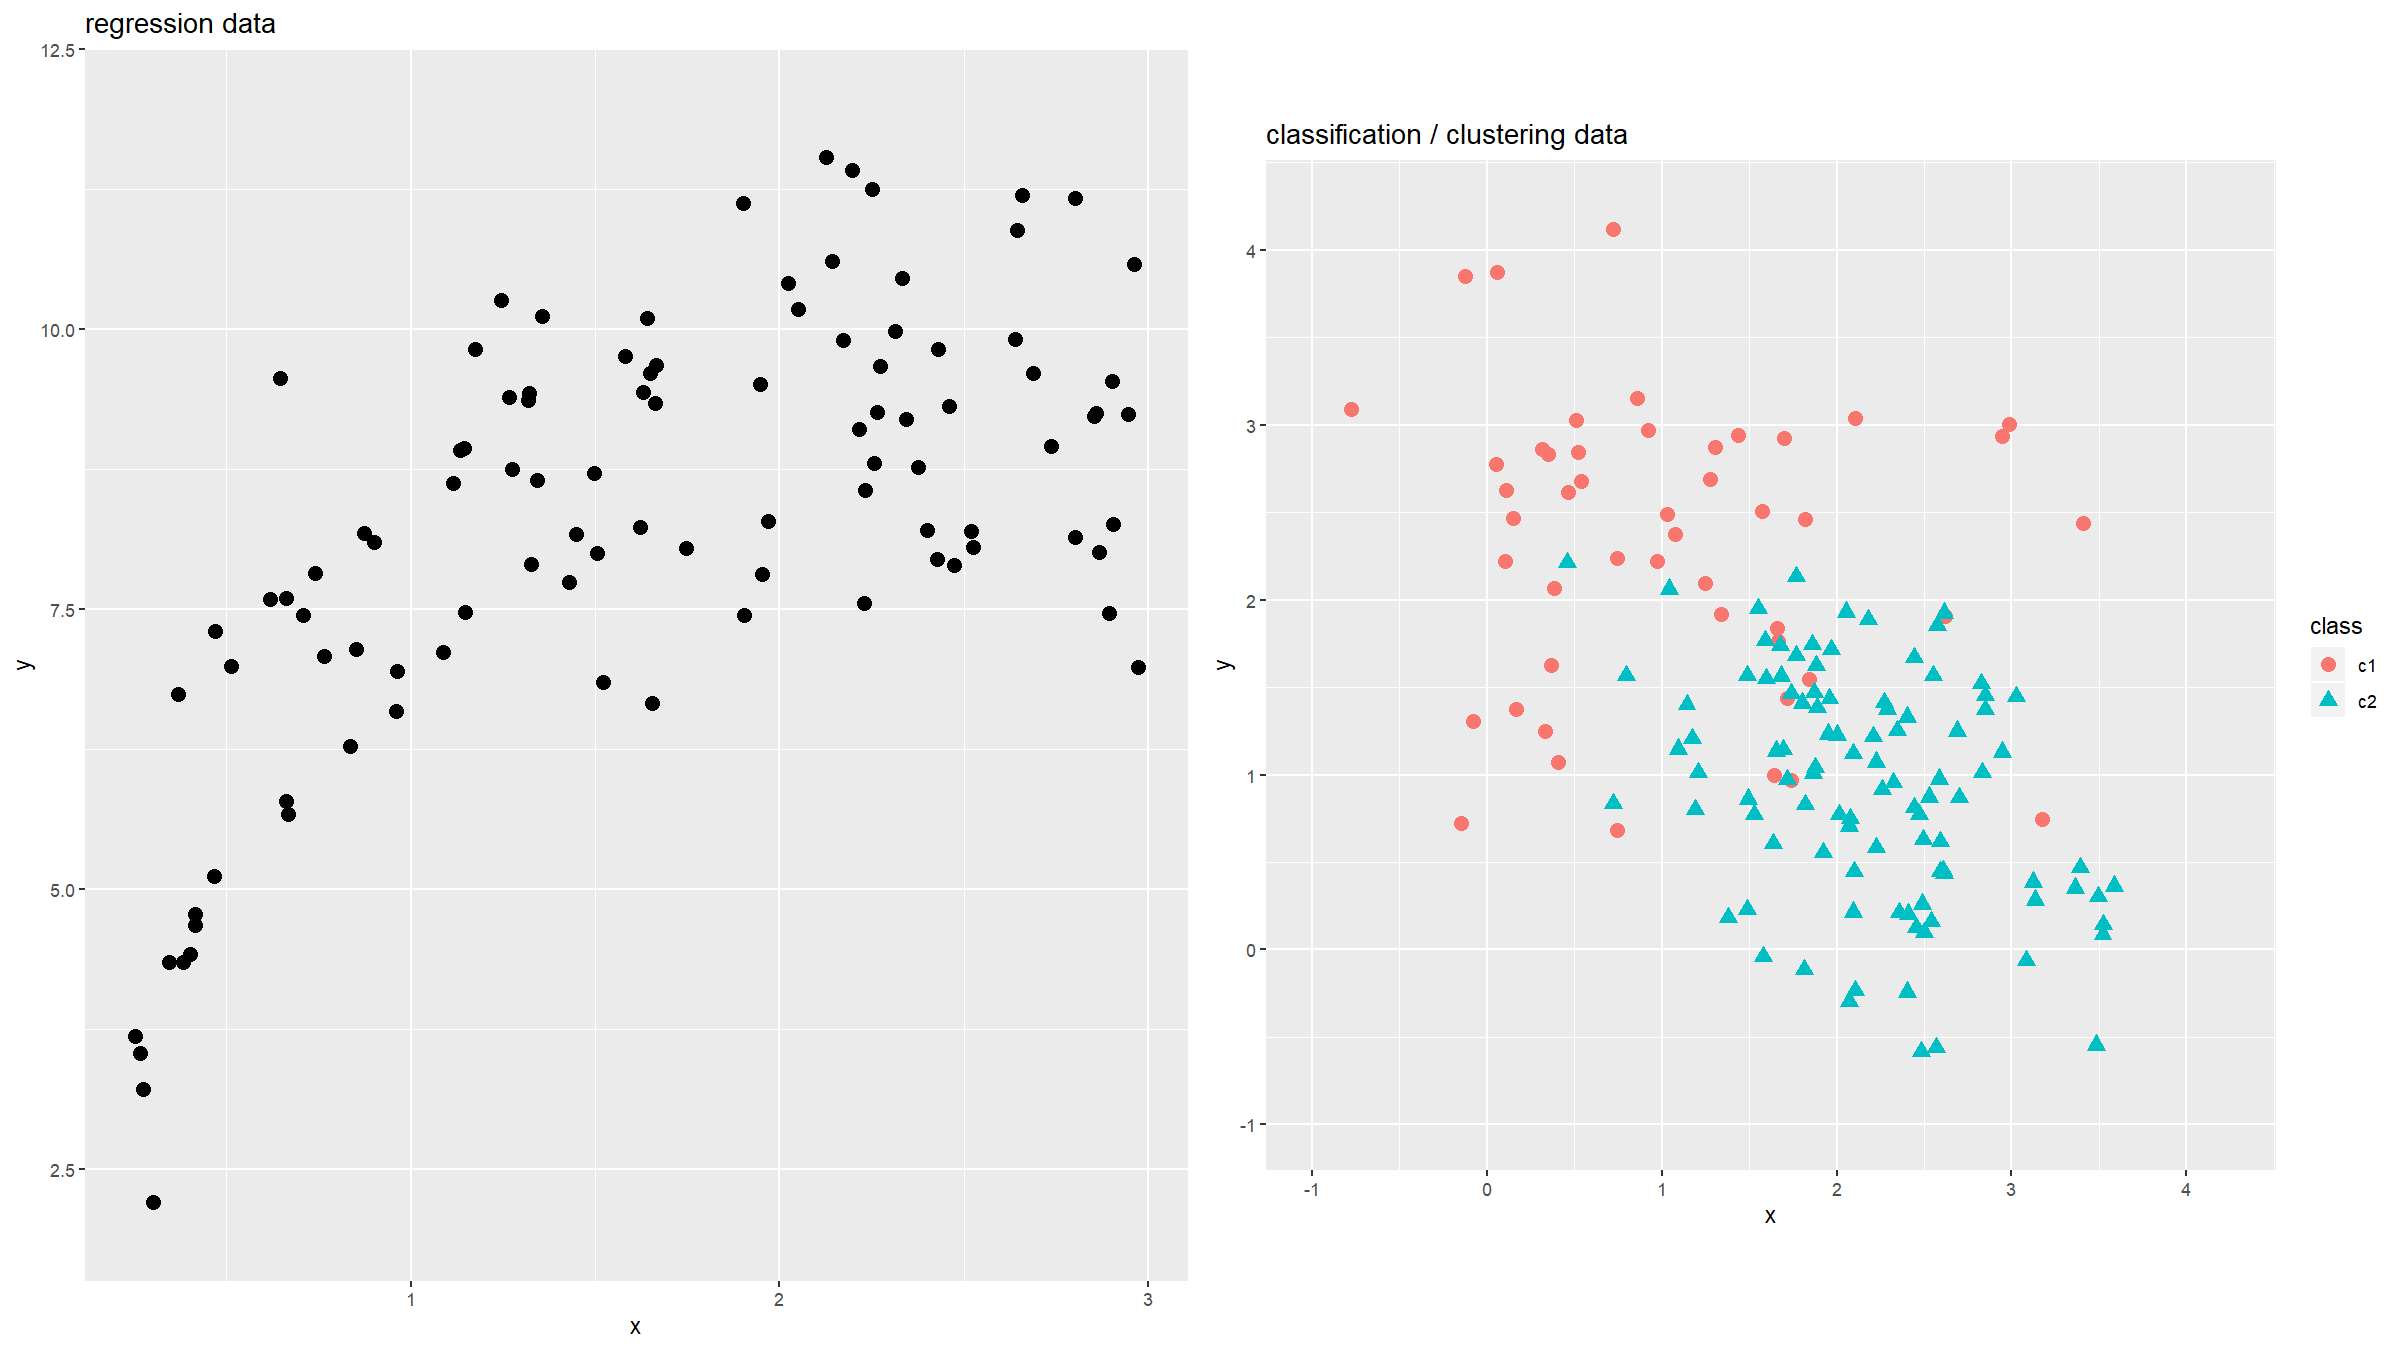 regression data
12.5
10.0
7.5
5.0
2.5
y
1 2 3
x
classification / clustering data
4
3
2
1
0
-1
y
-1 0 1 2 3 4
x
class
c1
c2